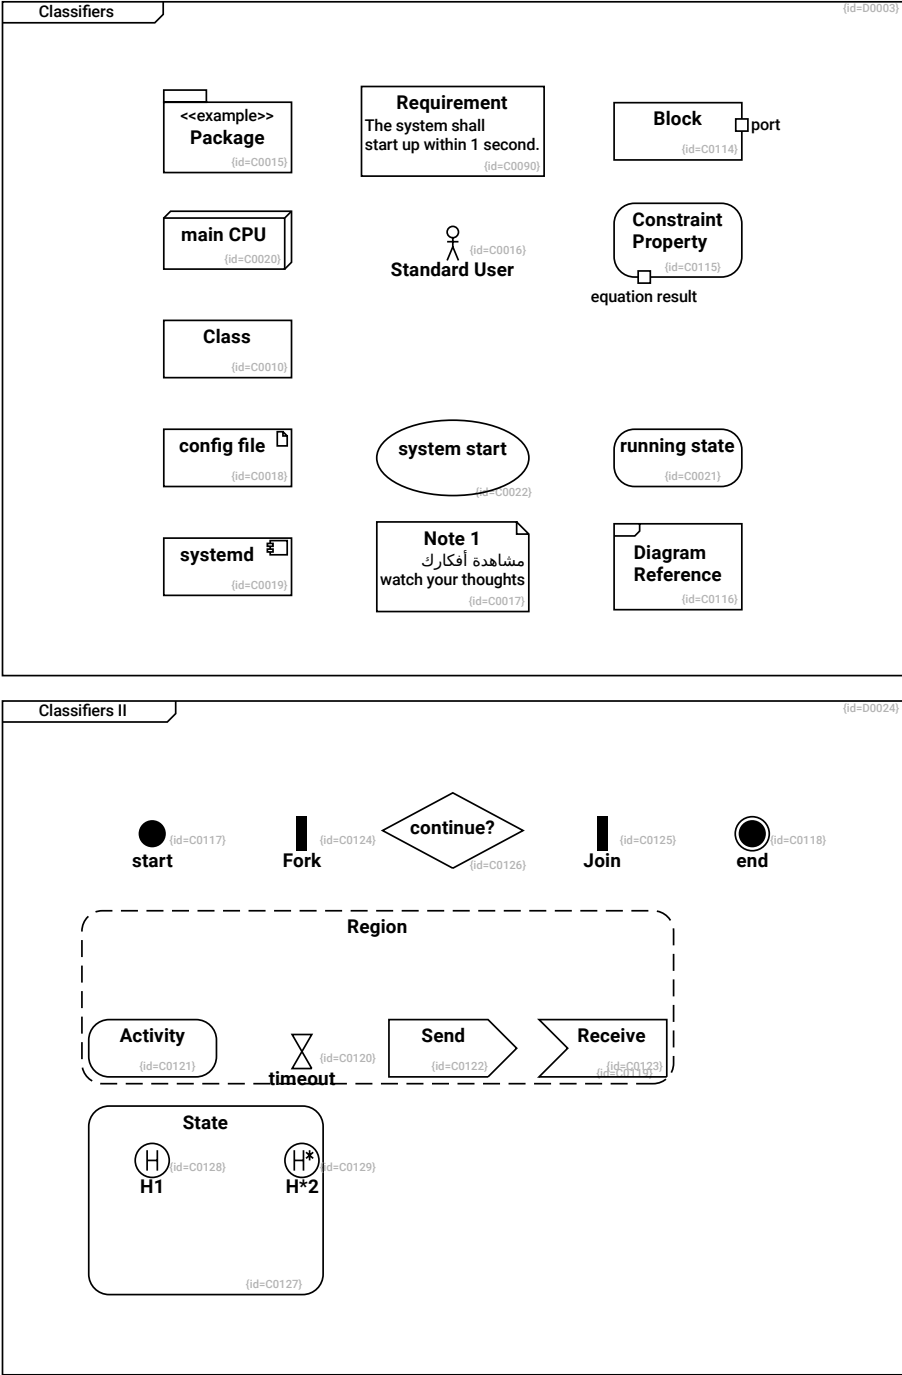 Classifiers
{id=D0003}
<<example>>
Package
{id=C0015}
Requirement
The system shall
start up within 1 second.
{id=C0090}
Block
port
{id=C0114}
main CPU
{id=C0020}
{id=C0016}
Standard User
Constraint
Property
{id=C0115}
equation result
Class
{id=C0010}
config file
{id=C0018}
system start
{id=C0022}
running state
{id=C0021}
systemd
{id=C0019}
Note 1
مشاهدة أفكارك
watch your thoughts
{id=C0017}
Diagram
Reference
{id=C0116}
Classifiers II
{id=D0024}
{id=C0117}
start
{id=C0124}
Fork
continue?
{id=C0126}
{id=C0125}
Join
{id=C0118}
end
Region
Activity
{id=C0121}
{id=C0120}
timeout
Send
{id=C0122}
Receive
{id=C0123}
{id=C0119}
State
H
{id=C0128}
H1
H*
{id=C0129}
H*2
{id=C0127}